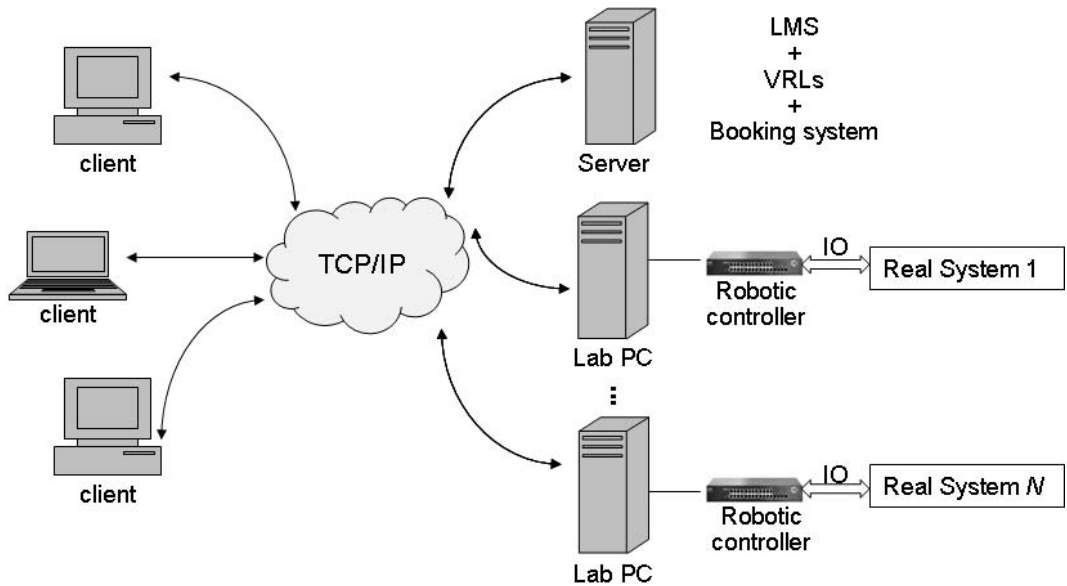 LMS
+
VRLs
+
Booking system
client
Server
TCP/IP
client
IO
Real System 1
Robotic
controller
Lab PC
...
client
IO
Real System N
Robotic
controller
Lab PC